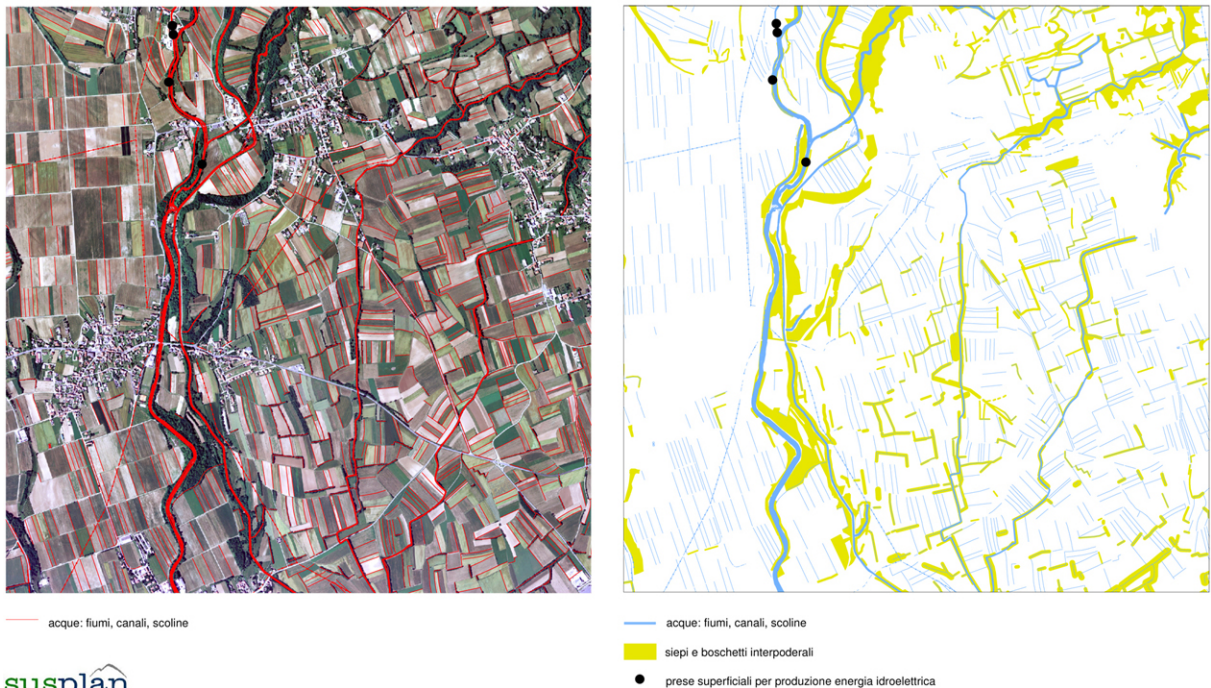 acque: fiumi, canali, scoline
susplan
acque: fiumi, canali, scoline
siepi e boschetti interpoderali
prese superficiali per produzione energia idroelettrica